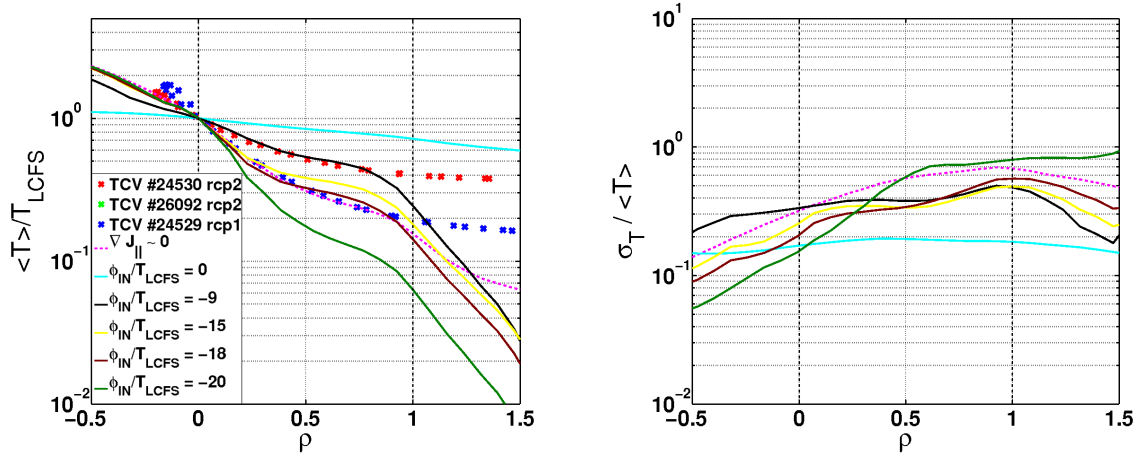 <T>/T_LCFS
10^0
10^-1
10^-2
TCV #24530 rcp2
TCV #26092 rcp2
TCV #24529 rcp1
∇ J_|| ~ 0
ϕ_IN/T_LCFS = 0
ϕ_IN/T_LCFS = −9
ϕ_IN/T_LCFS = −15
ϕ_IN/T_LCFS = −18
ϕ_IN/T_LCFS = −20
−0.5 0 0.5 1 1.5
ρ
σ_T / <T>
10^1
10^0
10^-1
10^-2
−0.5 0 0.5 1 1.5
ρ